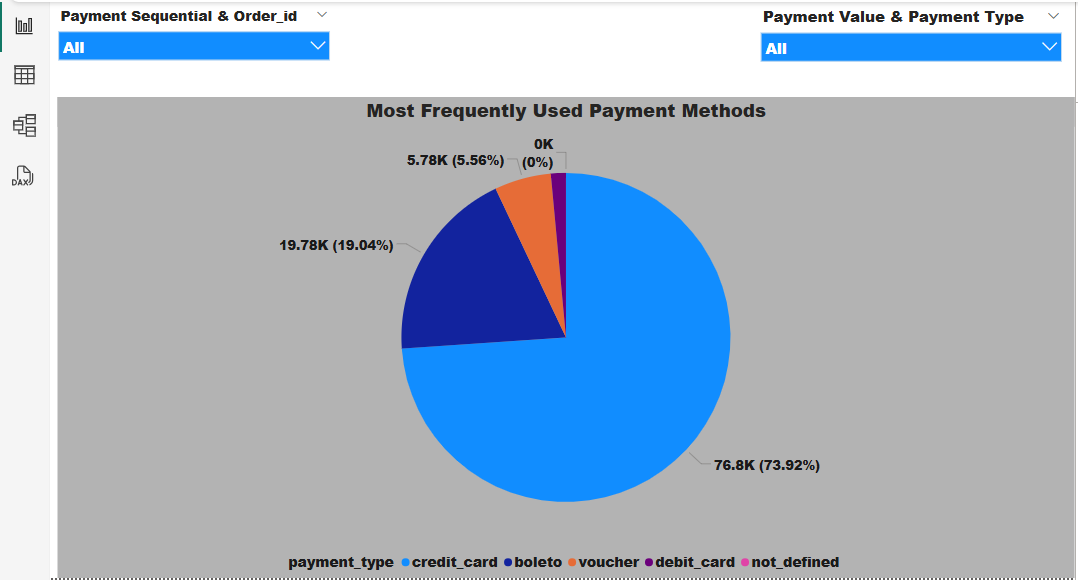 Payment Sequential & Order_id
All
Payment Value & Payment Type
All
DAX
Most Frequently Used Payment Methods
0K
(0%)
5.78K (5.56%)
19.78K (19.04%)
76.8K (73.92%)
payment_type credit_card boleto voucher debit_card not_defined